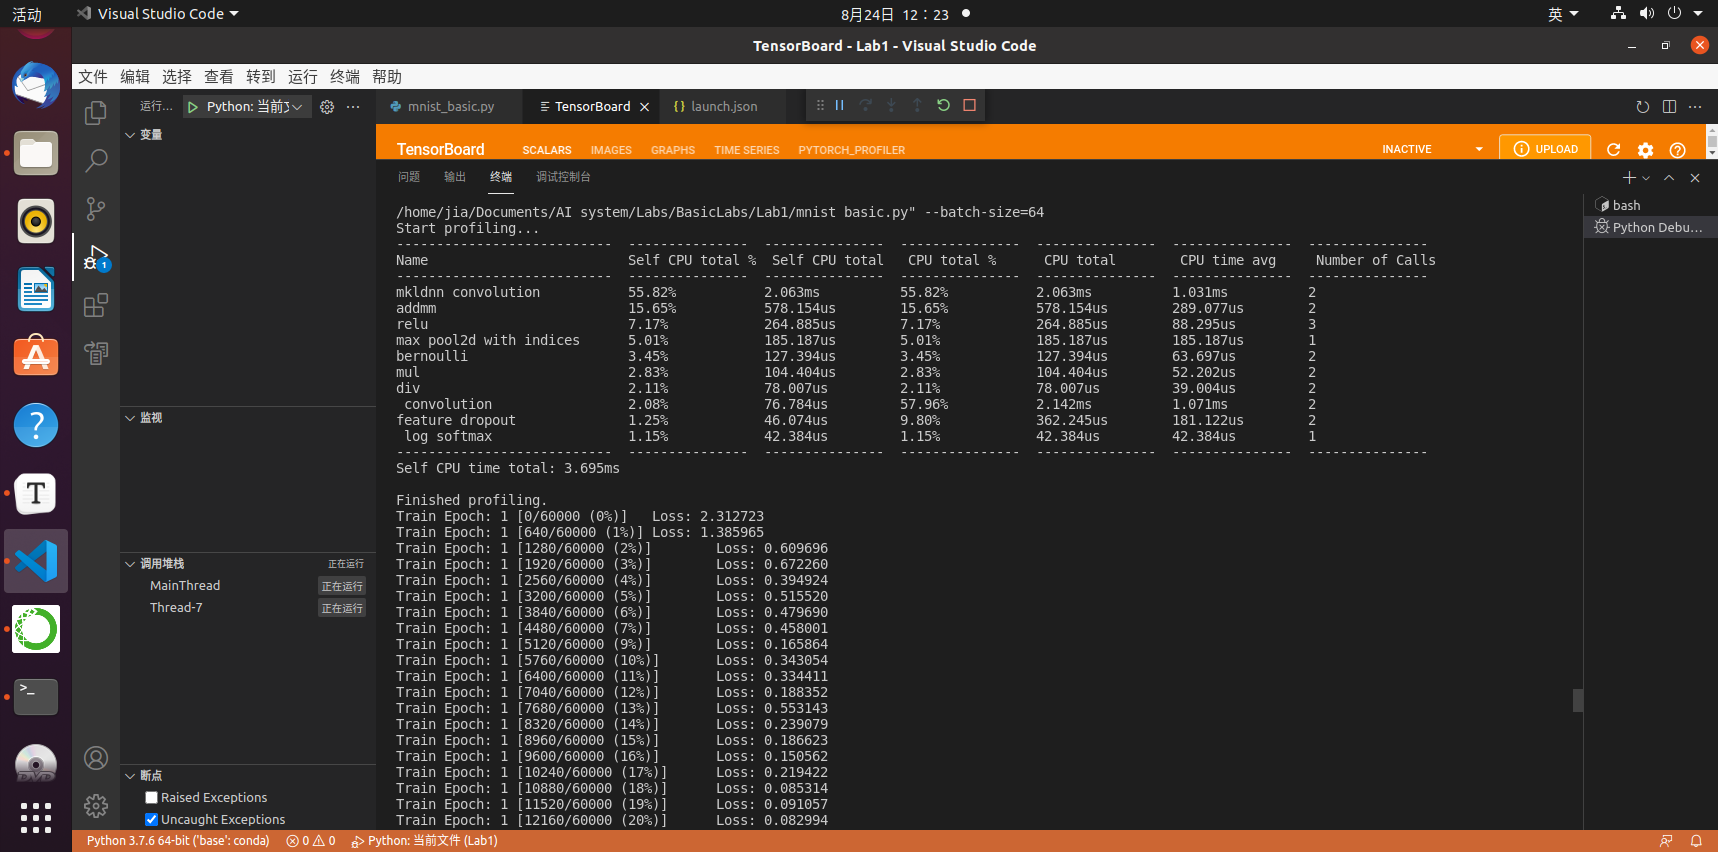 活动 Visual Studio Code 8月24日 12：23 英
TensorBoard - Lab1 - Visual Studio Code
文件 编辑 选择 查看 转到 运行 终端 帮助
运行... Python: 当前文 mnist_basic.py TensorBoard launch.json
变量
TensorBoard SCALARS IMAGES GRAPHS TIME SERIES PYTORCH_PROFILER INACTIVE UPLOAD
问题 输出 终端 调试控制台
/home/jia/Documents/AI system/Labs/BasicLabs/Lab1/mnist basic.py" --batch-size=64
Start profiling...
--------------------------- --------------- --------------- --------------- --------------- --------------- ---------------
Name Self CPU total % Self CPU total CPU total % CPU total CPU time avg Number of Calls
--------------------------- --------------- --------------- --------------- --------------- --------------- ---------------
mkldnn convolution 55.82% 2.063ms 55.82% 2.063ms 1.031ms 2
addmm 15.65% 578.154us 15.65% 578.154us 289.077us 2
relu 7.17% 264.885us 7.17% 264.885us 88.295us 3
max pool2d with indices 5.01% 185.187us 5.01% 185.187us 185.187us 1
bernoulli 3.45% 127.394us 3.45% 127.394us 63.697us 2
mul 2.83% 104.404us 2.83% 104.404us 52.202us 2
div 2.11% 78.007us 2.11% 78.007us 39.004us 2
convolution 2.08% 76.784us 57.96% 2.142ms 1.071ms 2
feature dropout 1.25% 46.074us 9.80% 362.245us 181.122us 2
log softmax 1.15% 42.384us 1.15% 42.384us 42.384us 1
--------------------------- --------------- --------------- --------------- --------------- --------------- ---------------
Self CPU time total: 3.695ms
Finished profiling.
Train Epoch: 1 [0/60000 (0%)] Loss: 2.312723
Train Epoch: 1 [640/60000 (1%)] Loss: 1.385965
Train Epoch: 1 [1280/60000 (2%)] Loss: 0.609696
Train Epoch: 1 [1920/60000 (3%)] Loss: 0.672260
Train Epoch: 1 [2560/60000 (4%)] Loss: 0.394924
Train Epoch: 1 [3200/60000 (5%)] Loss: 0.515520
Train Epoch: 1 [3840/60000 (6%)] Loss: 0.479690
Train Epoch: 1 [4480/60000 (7%)] Loss: 0.458001
Train Epoch: 1 [5120/60000 (9%)] Loss: 0.165864
Train Epoch: 1 [5760/60000 (10%)] Loss: 0.343054
Train Epoch: 1 [6400/60000 (11%)] Loss: 0.334411
Train Epoch: 1 [7040/60000 (12%)] Loss: 0.188352
Train Epoch: 1 [7680/60000 (13%)] Loss: 0.553143
Train Epoch: 1 [8320/60000 (14%)] Loss: 0.239079
Train Epoch: 1 [8960/60000 (15%)] Loss: 0.186623
Train Epoch: 1 [9600/60000 (16%)] Loss: 0.150562
Train Epoch: 1 [10240/60000 (17%)] Loss: 0.219422
Train Epoch: 1 [10880/60000 (18%)] Loss: 0.085314
Train Epoch: 1 [11520/60000 (19%)] Loss: 0.091057
Train Epoch: 1 [12160/60000 (20%)] Loss: 0.082994
bash
Python Debu...
监视
调用堆栈 正在运行
MainThread 正在运行
Thread-7 正在运行
断点
Raised Exceptions
Uncaught Exceptions
1
T
DVD
Python 3.7.6 64-bit ('base': conda) 0 0 Python: 当前文件 (Lab1)